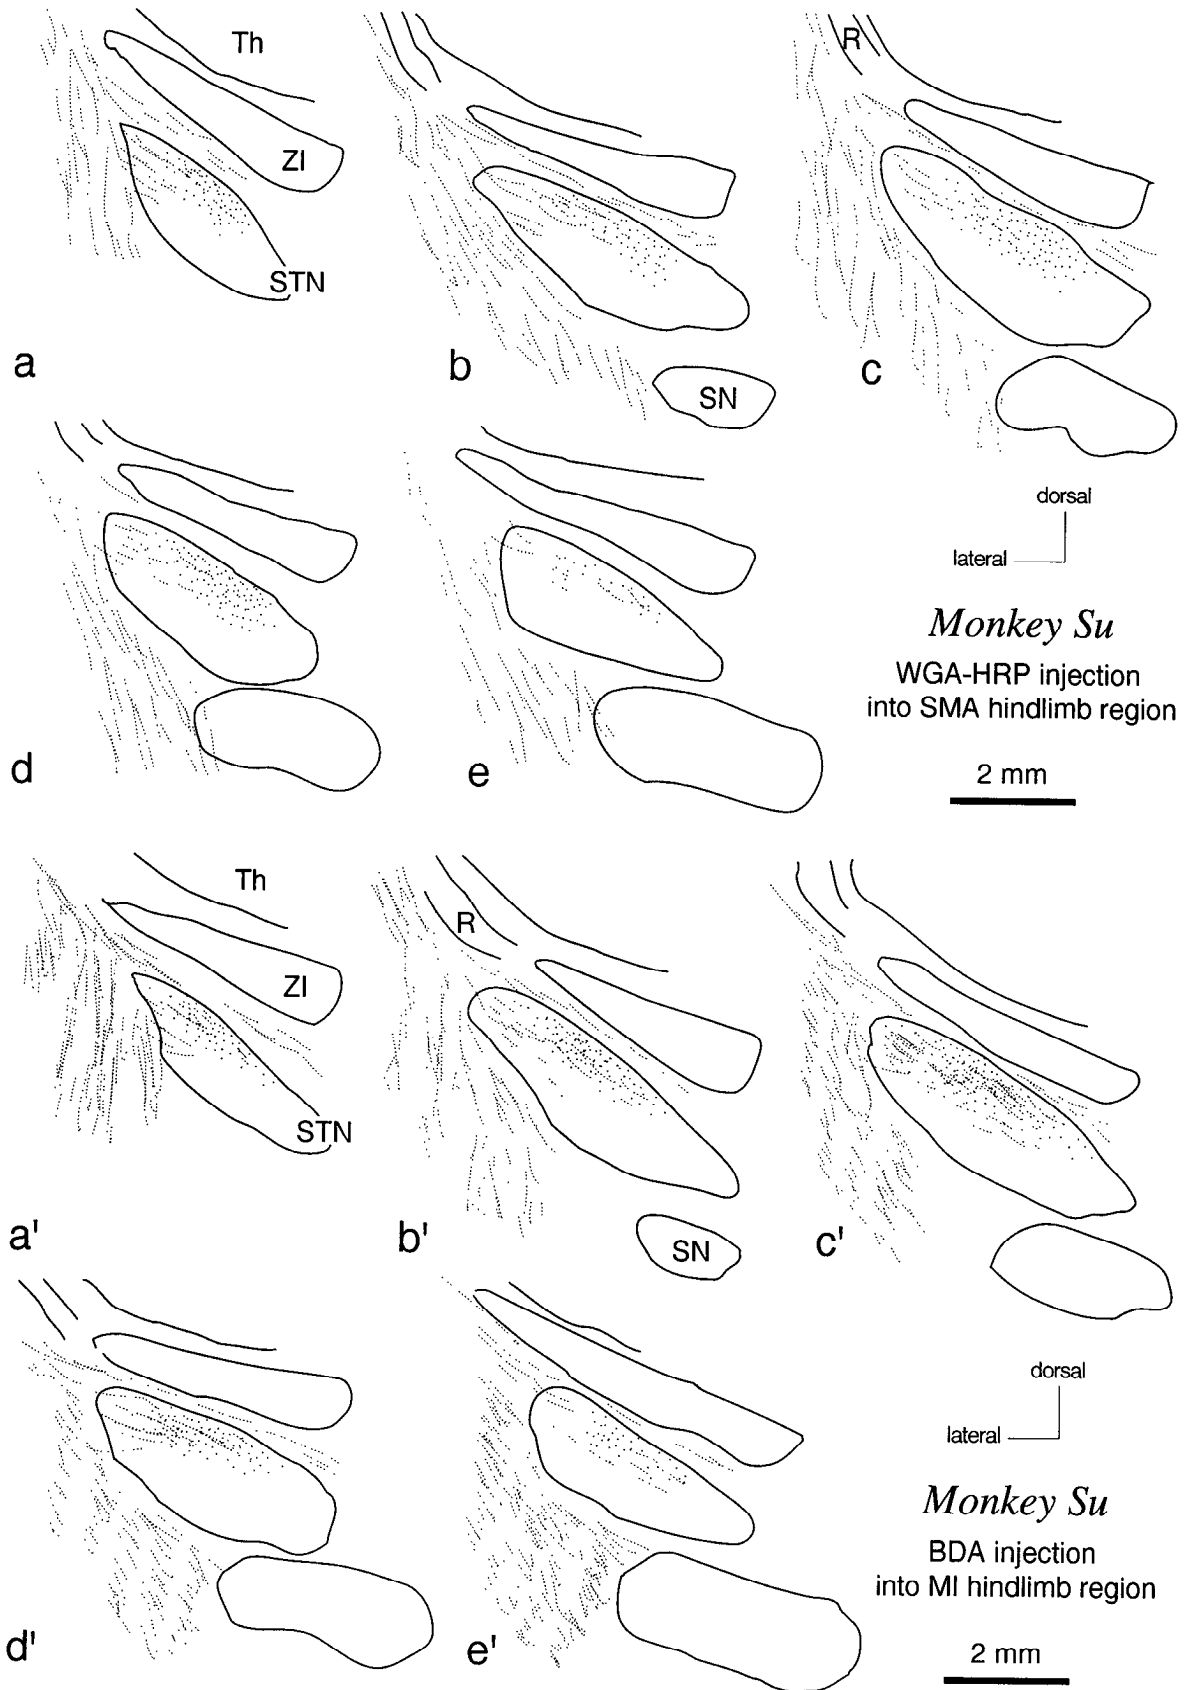 Th
R
ZI
STN
a
b
SN
c
dorsal
lateral
Monkey Su
WGA-HRP injection
into SMA hindlimb region
2 mm
d
e
Th
R
ZI
ZI
STN
a'
b'
SN
c'
dorsal
lateral
Monkey Su
BDA injection
into MI hindlimb region
2 mm
d'
e'